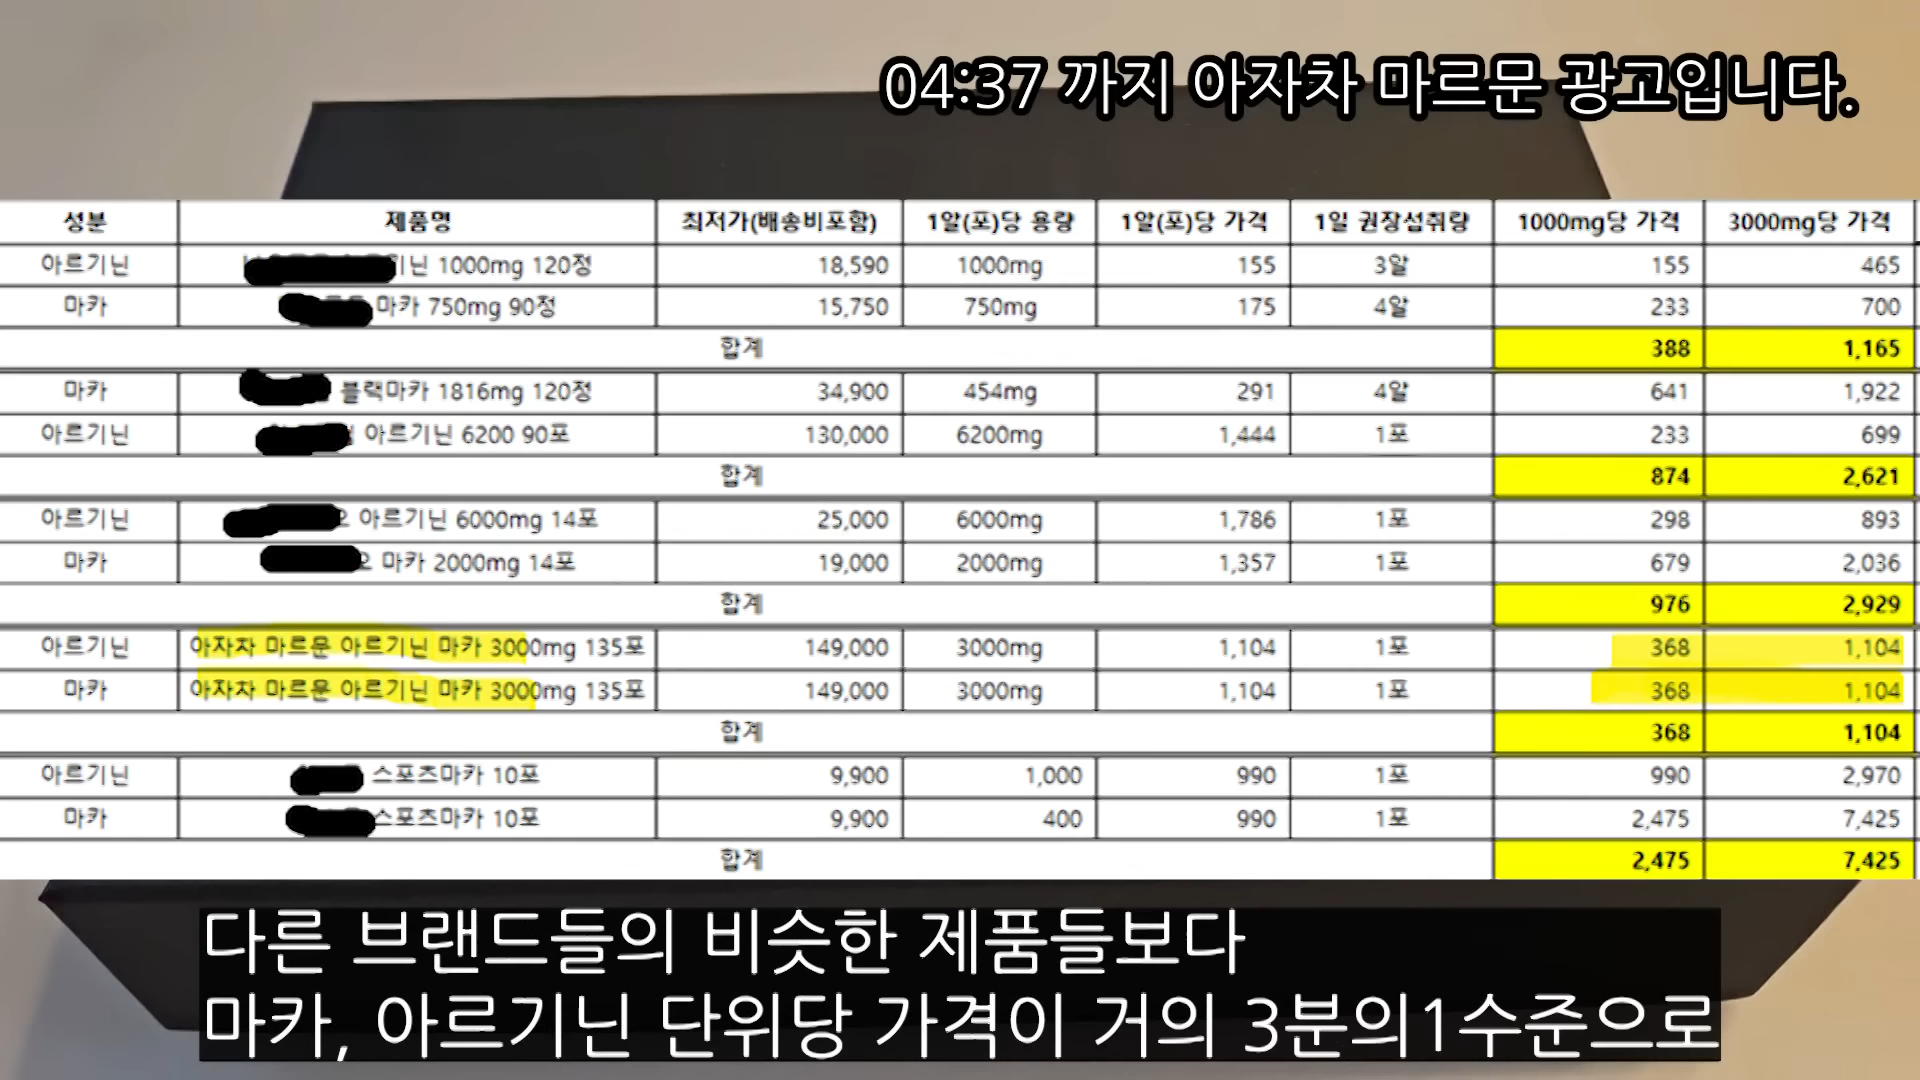 04:37 까지 아자차 마르문 광고입니다.
성분 제품명 최저가(배송비포함) 1알(포)당 용량 1알(포)당 가격 1일 권장섭취량 1000mg당 가격 3000mg당 가격
아르기닌 기닌 1000mg 120정 18,590 1000mg 155 3알 155 465
마카 마카 750mg 90정 15,750 750mg 175 4알 233 700
합계 388 1,165
마카 블랙마카 1816mg 120정 34,900 454mg 291 4알 641 1,922
아르기닌 아르기닌 6200 90포 130,000 6200mg 1,444 1포 233 699
합계 874 2,621
아르기닌 아르기닌 6000mg 14포 25,000 6000mg 1,786 1포 298 893
마카 마카 2000mg 14포 19,000 2000mg 1,357 1포 679 2,036
합계 976 2,929
아르기닌 아자차 마르문 아르기닌 마카 3000mg 135포 149,000 3000mg 1,104 1포 368 1,104
마카 아자차 마르문 아르기닌 마카 3000mg 135포 149,000 3000mg 1,104 1포 368 1,104
합계 368 1,104
아르기닌 스포츠마카 10포 9,900 1,000 990 1포 990 2,970
마카 스포츠마카 10포 9,900 400 990 1포 2,475 7,425
합계 2,475 7,425
다른 브랜드들의 비슷한 제품들보다
마카, 아르기닌 단위당 가격이 거의 3분의1수준으로